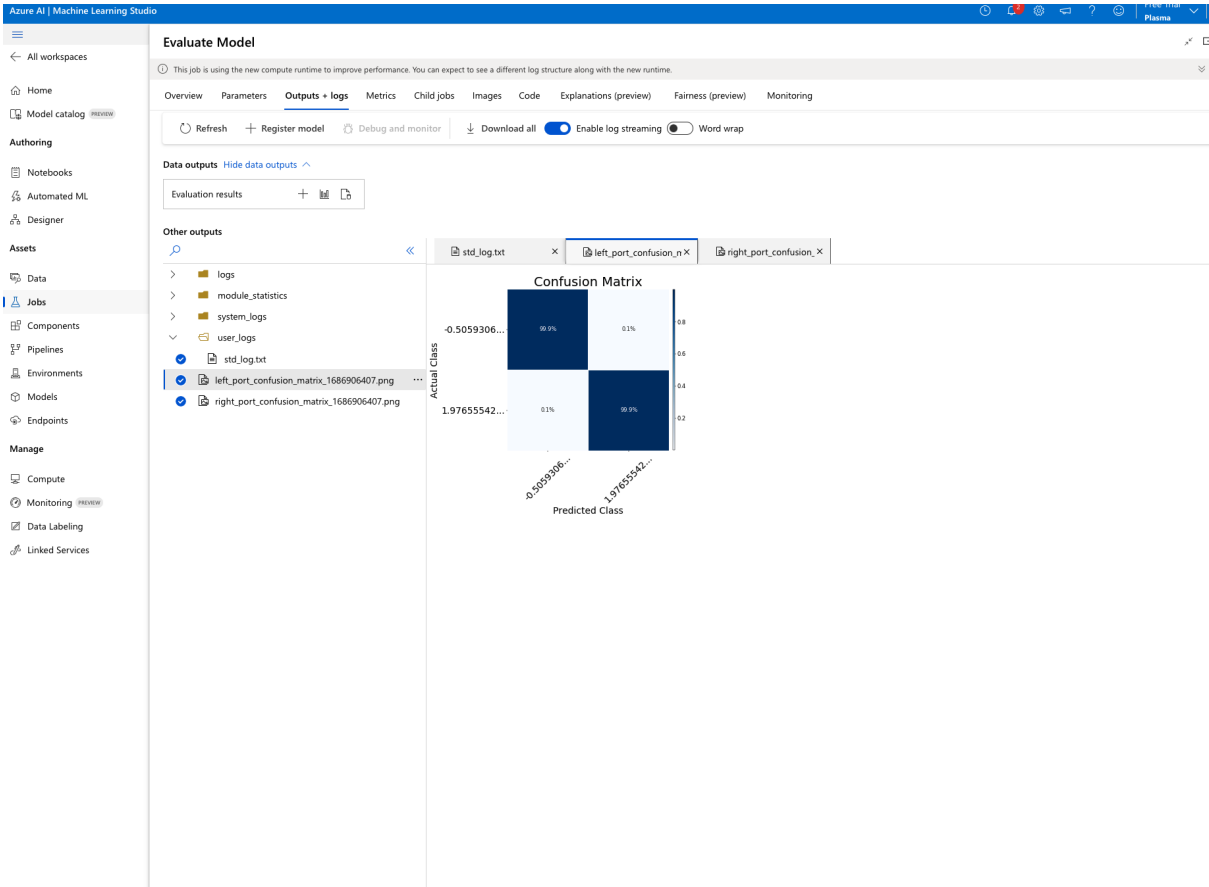 Azure AI | Machine Learning Studio
2
Free Trial
Plasma
All workspaces
Home
Model catalog PREVIEW
Authoring
Notebooks
Automated ML
Designer
Assets
Data
Jobs
Components
Pipelines
Environments
Models
Endpoints
Manage
Compute
Monitoring PREVIEW
Data Labeling
Linked Services
Evaluate Model
This job is using the new compute runtime to improve performance. You can expect to see a different log structure along with the new runtime.
Overview Parameters Outputs + logs Metrics Child jobs Images Code Explanations (preview) Fairness (preview) Monitoring
Refresh Register model Debug and monitor Download all Enable log streaming Word wrap
Data outputs Hide data outputs
Evaluation results
Other outputs
logs
module_statistics
system_logs
user_logs
std_log.txt
left_port_confusion_matrix_1686906407.png ...
right_port_confusion_matrix_1686906407.png
std_log.txt left_port_confusion_n right_port_confusion_
Confusion Matrix
-0.5059306... 99.9% 0.1%
1.97655542... 0.1% 99.9%
Actual Class
0.8
0.6
0.4
0.2
-0.5059306... 1.97655542...
Predicted Class